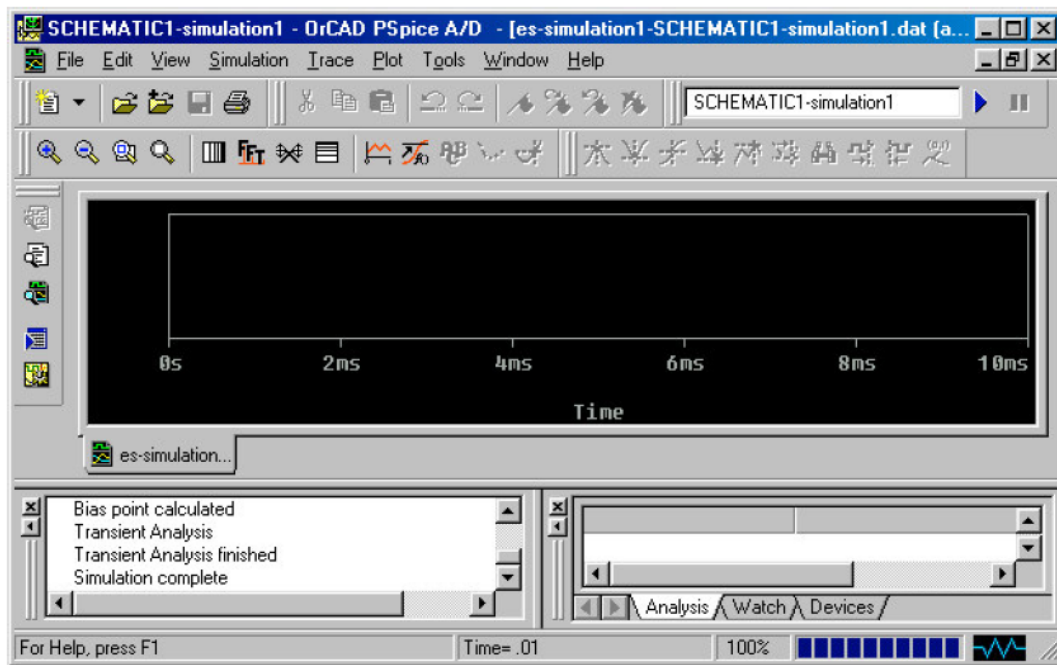 SCHEMATIC1-simulation1 - OrCAD PSpice A/D - [es-simulation1-SCHEMATIC1-simulation1.dat (a...
File Edit View Simulation Trace Plot Tools Window Help
SCHEMATIC1-simulation1
FFT
0s 2ms 4ms 6ms 8ms 10ms
Time
es-simulation...
Bias point calculated
Transient Analysis
Transient Analysis finished
Simulation complete
Analysis Watch Devices
For Help, press F1 Time= .01 100%